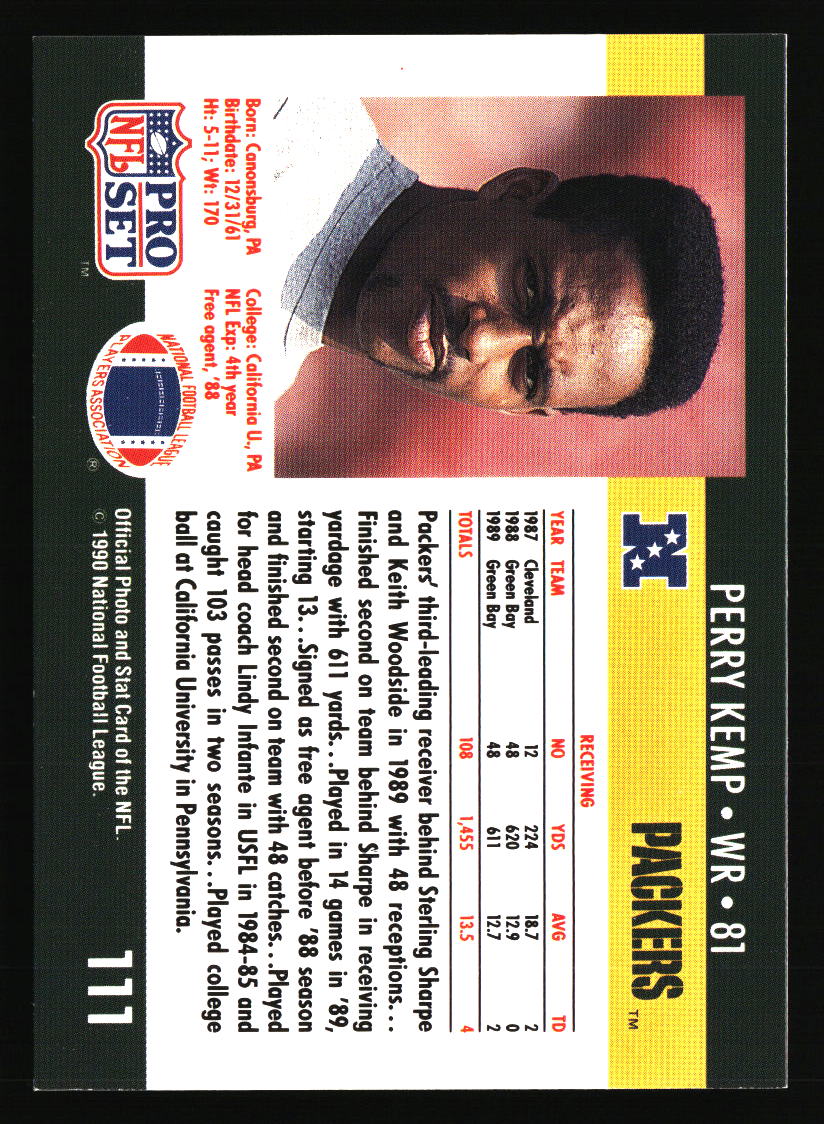 PERRY KEMP • WR • 81
PACKERS™
RECEIVING
YEAR TEAM NO YDS AVG TD
1987 Cleveland 12 224 18.7 2
1988 Green Bay 48 620 12.9 0
1989 Green Bay 48 611 12.7 2
TOTALS 108 1,455 13.5 4
Packers' third-leading receiver behind Sterling Sharpe
and Keith Woodside in 1989 with 48 receptions...
Finished second on team behind Sharpe in receiving
yardage with 611 yards...Played in 14 games in '89,
starting 13...Signed as free agent before '88 season
and finished second on team with 48 catches...Played
for head coach Lindy Infante in USFL in 1984-85 and
caught 103 passes in two seasons...Played college
ball at California University in Pennsylvania.
Born: Canonsburg, PA
Birthdate: 12/31/61
Ht: 5-11; Wt: 170
College: California U., PA
NFL Exp: 4th year
Free agent, '88
NFL
PRO
SET
™
NATIONAL FOOTBALL LEAGUE
PLAYERS ASSOCIATION
®
Official Photo and Stat Card of the NFL.
© 1990 National Football League.
111